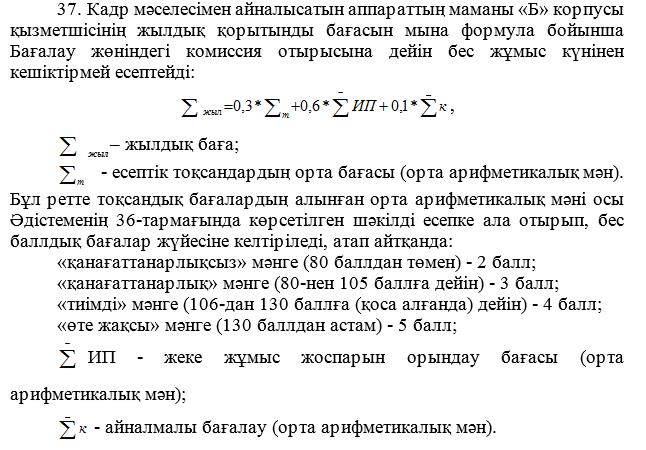 37. Кадр мәселесімен айналысатын аппараттың маманы «Б» корпусы
қызметшісінің жылдық қорытынды бағасын мына формула бойынша
Бағалау жөніндегі комиссия отырысына дейін бес жұмыс күнінен
кешіктірмей есептейді:
∑ жыл =0,3* ∑ т +0,6* ∑̄ ИП + 0,1* ∑̄ к ,
∑ жыл – жылдық баға;
∑ т - есептік тоқсандардың орта бағасы (орта арифметикалық мән).
Бұл ретте тоқсандық бағалардың алынған орта арифметикалық мәні осы
Әдістеменің 36-тармағында көрсетілген шәкілді есепке ала отырып, бес
баллдық бағалар жүйесіне келтіріледі, атап айтқанда:
«қанағаттанарлықсыз» мәнге (80 баллдан төмен) - 2 балл;
«қанағаттанарлық» мәнге (80-нен 105 баллға дейін) - 3 балл;
«тиімді» мәнге (106-дан 130 баллға (қоса алғанда) дейін) - 4 балл;
«өте жақсы» мәнге (130 баллдан астам) - 5 балл;
∑̄ ИП - жеке жұмыс жоспарын орындау бағасы (орта
арифметикалық мән);
∑̄ к - айналмалы бағалау (орта арифметикалық мән).